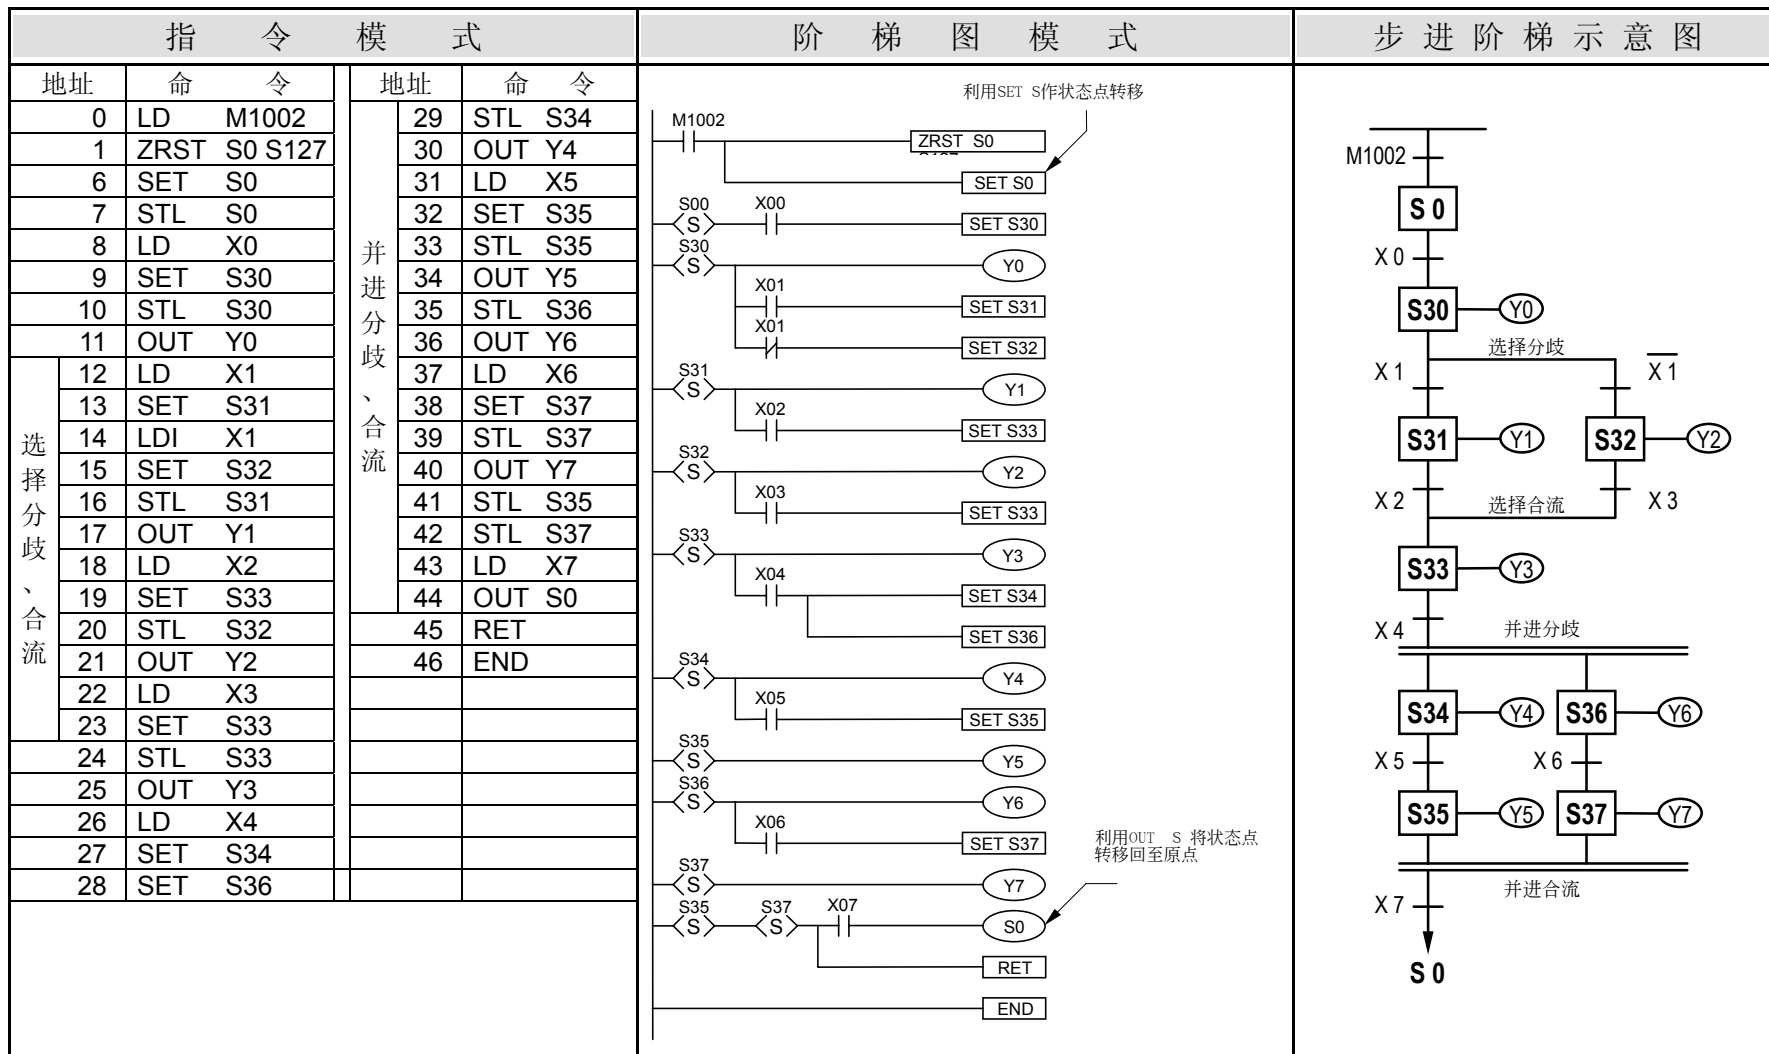 指 令 模 式
地址 命 令
0 LD M1002
1 ZRST S0 S127
6 SET S0
7 STL S0
8 LD X0
9 SET S30
10 STL S30
11 OUT Y0
选择分歧、合流
12 LD X1
13 SET S31
14 LDI X1
15 SET S32
16 STL S31
17 OUT Y1
18 LD X2
19 SET S33
20 STL S32
21 OUT Y2
22 LD X3
23 SET S33
24 STL S33
25 OUT Y3
26 LD X4
27 SET S34
28 SET S36
地址 命 令
并进分歧、合流
29 STL S34
30 OUT Y4
31 LD X5
32 SET S35
33 STL S35
34 OUT Y5
35 STL S36
36 OUT Y6
37 LD X6
38 SET S37
39 STL S37
40 OUT Y7
41 STL S35
42 STL S37
43 LD X7
44 OUT S0
45 RET
46 END
阶 梯 图 模 式
利用SET S作状态点转移
M1002
ZRST S0
SET S0
S00 X00
S SET S30
S30
S Y0
X01
SET S31
X01
SET S32
S31
S Y1
X02
SET S33
S32
S Y2
X03
SET S33
S33
S Y3
X04
SET S34
SET S36
S34
S Y4
X05
SET S35
S35
S Y5
S36
S Y6
X06
SET S37
利用OUT S 将状态点
转移回至原点
S37
S Y7
S35 S37 X07
S S S0
RET
END
步 进 阶 梯 示 意 图
M1002
S 0
X 0
S30 Y0
选择分歧
X 1 X 1
S31 Y1 S32 Y2
X 2 选择合流 X 3
S33 Y3
X 4 并进分歧
S34 Y4 S36 Y6
X 5 X 6
S35 Y5 S37 Y7
并进合流
X 7
S 0